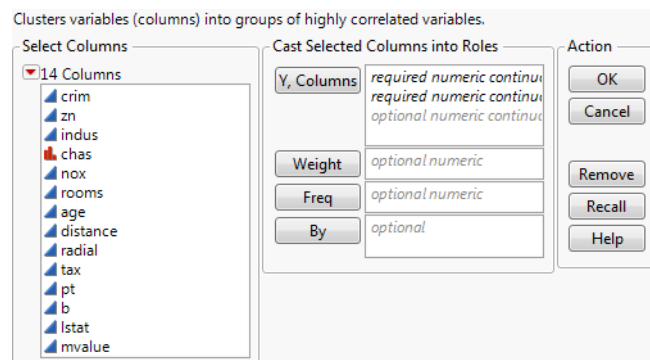 Clusters variables (columns) into groups of highly correlated variables.
Select Columns
14 Columns
crim
zn
indus
chas
nox
rooms
age
distance
radial
tax
pt
b
lstat
mvalue
Cast Selected Columns into Roles
Y, Columns
required numeric continu
required numeric continu
optional numeric continu
Weight
optional numeric
Freq
optional numeric
By
optional
Action
OK
Cancel
Remove
Recall
Help